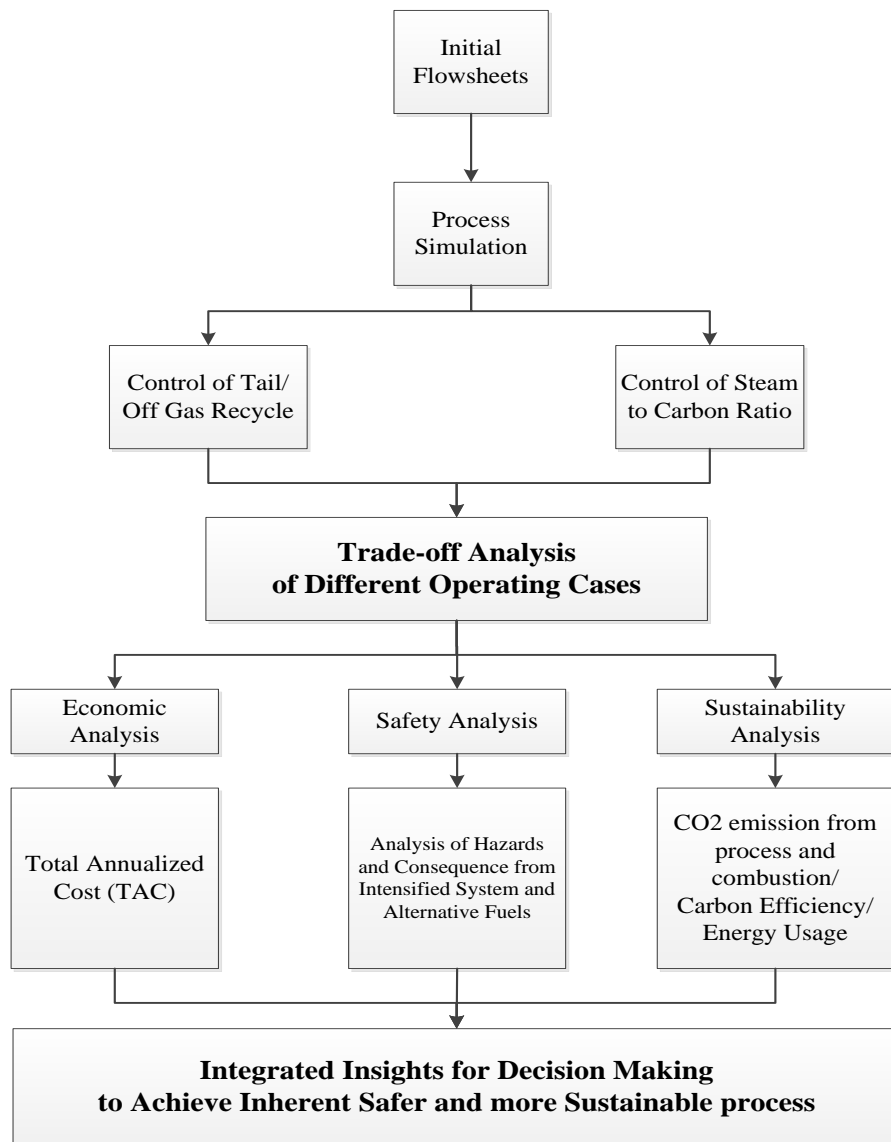 Initial
Flowsheets
Process
Simulation
Control of Tail/
Off Gas Recycle
Control of Steam
to Carbon Ratio
Trade-off Analysis
of Different Operating Cases
Economic
Analysis
Safety Analysis
Sustainability
Analysis
Total Annualized
Cost (TAC)
Analysis of Hazards
and Consequence from
Intensified System and
Alternative Fuels
CO2 emission from
process and
combustion/
Carbon Efficiency/
Energy Usage
Integrated Insights for Decision Making
to Achieve Inherent Safer and more Sustainable process